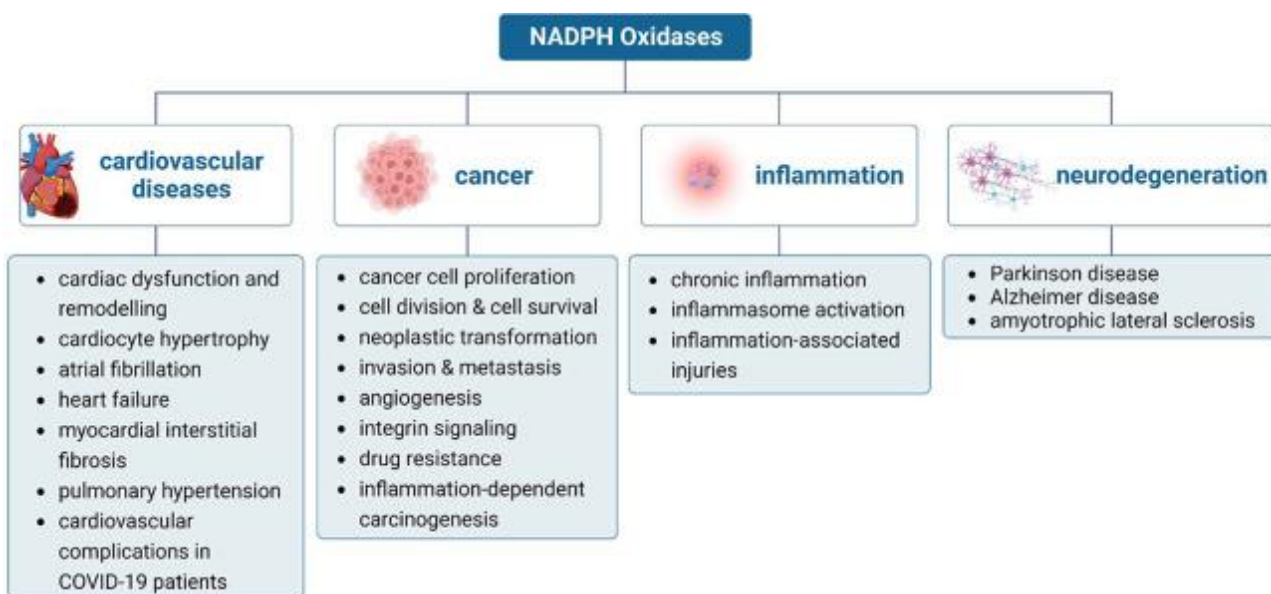 NADPH Oxidases
cardiovascular
diseases
• cardiac dysfunction and
remodelling
• cardiocyte hypertrophy
• atrial fibrillation
• heart failure
• myocardial interstitial
fibrosis
• pulmonary hypertension
• cardiovascular
complications in
COVID-19 patients
cancer
• cancer cell proliferation
• cell division & cell survival
• neoplastic transformation
• invasion & metastasis
• angiogenesis
• integrin signaling
• drug resistance
• inflammation-dependent
carcinogenesis
inflammation
• chronic inflammation
• inflammasome activation
• inflammation-associated
injuries
neurodegeneration
• Parkinson disease
• Alzheimer disease
• amyotrophic lateral sclerosis